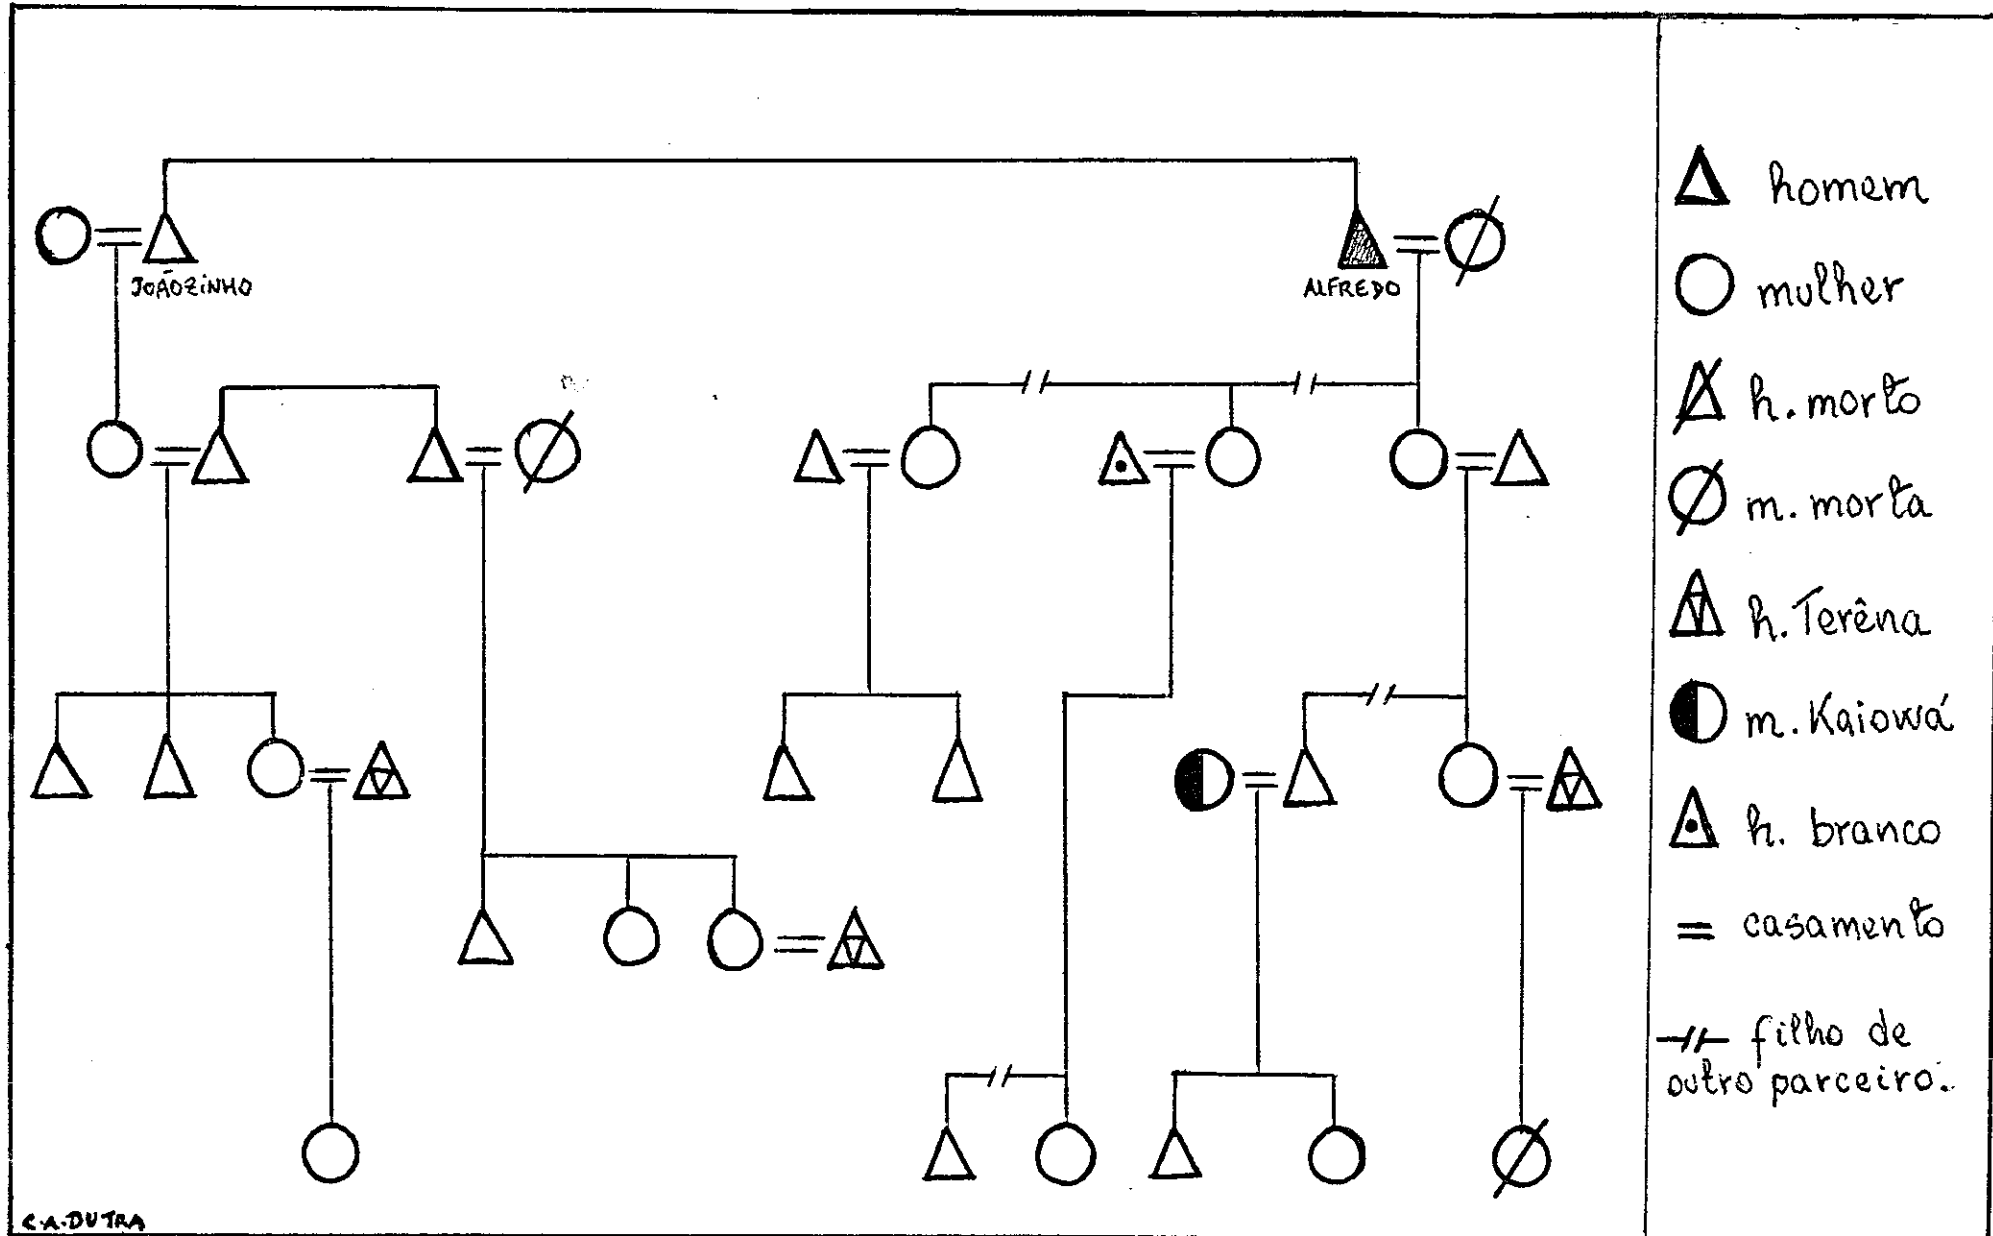 JOÃOZINHO
ALFREDO
homem
mulher
h. morto
m. morta
h. Terêna
m. Kaiowá
h. branco
= casamento
-//- filho de
outro parceiro.
C.A.DUTRA